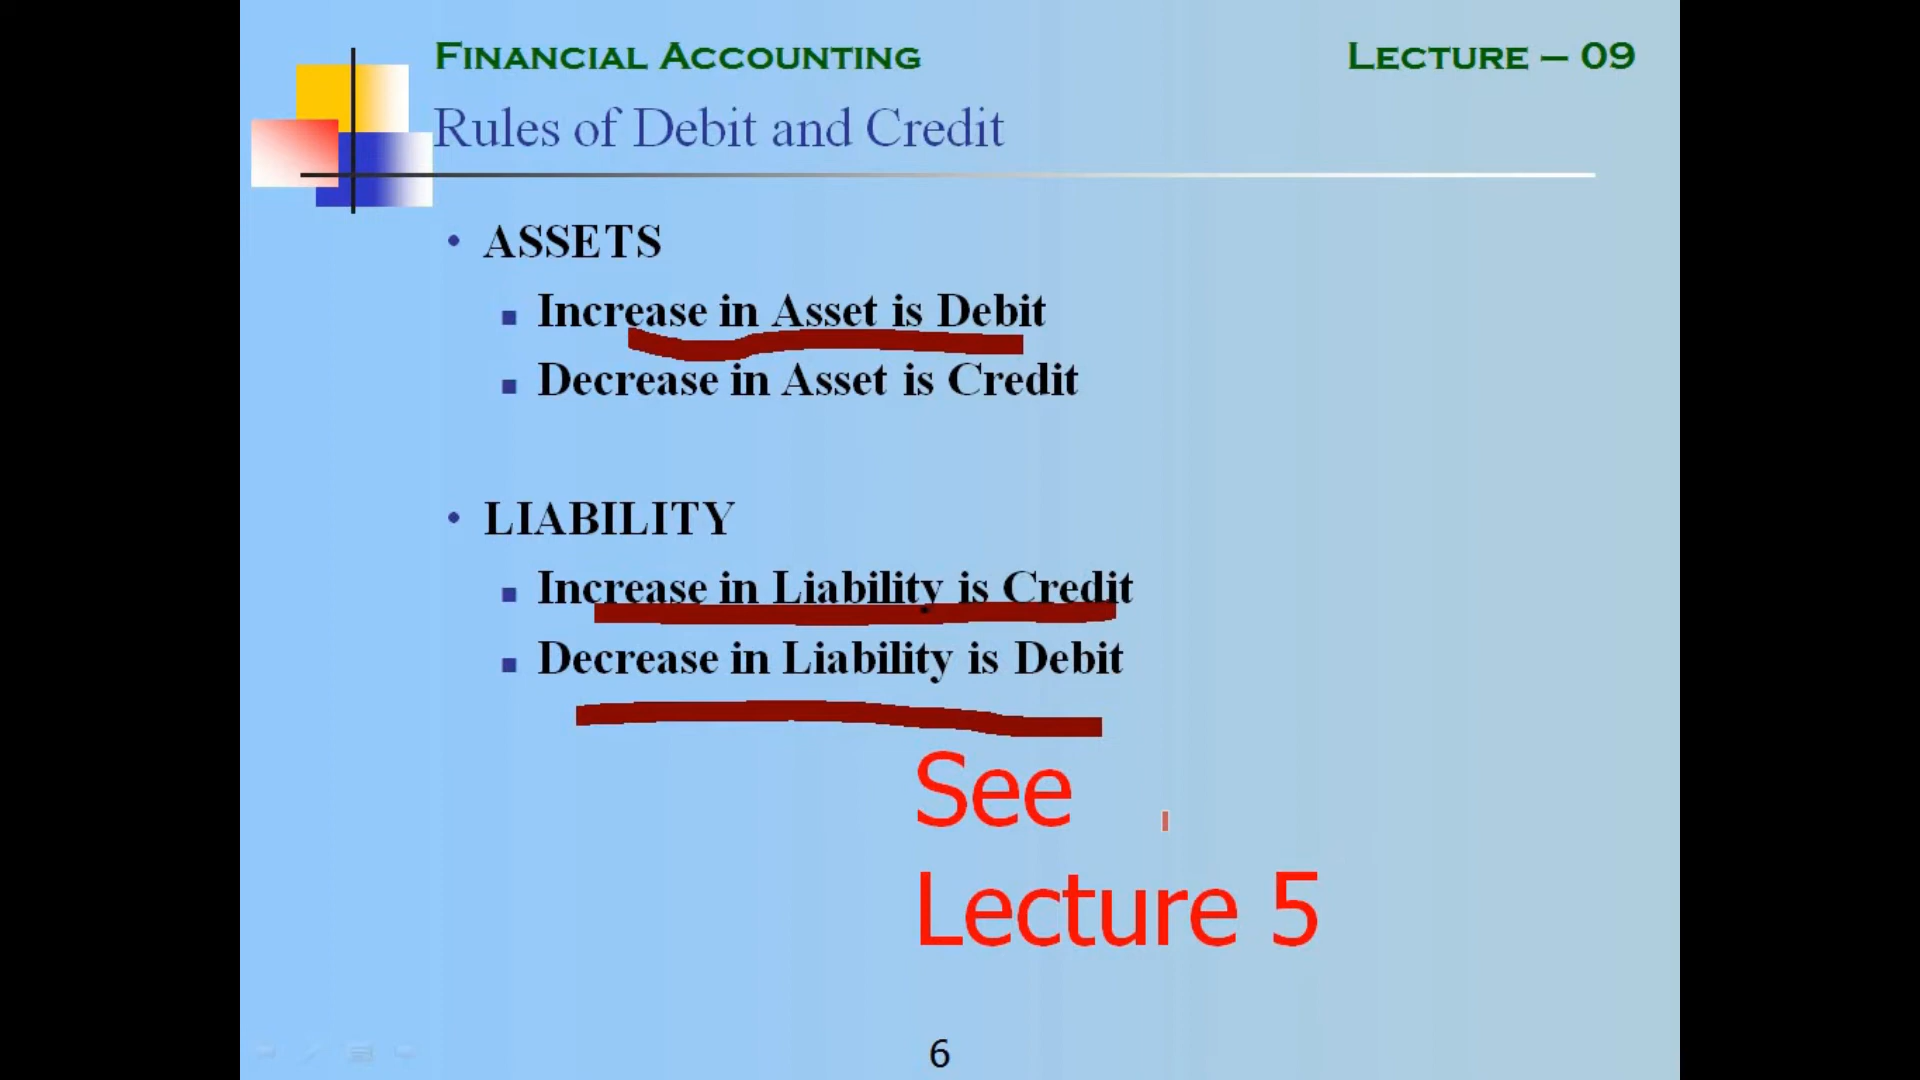 FINANCIAL ACCOUNTING
LECTURE – 09
Rules of Debit and Credit
• ASSETS
▪ Increase in Asset is Debit
▪ Decrease in Asset is Credit
• LIABILITY
▪ Increase in Liability is Credit
▪ Decrease in Liability is Debit
See
Lecture 5
6